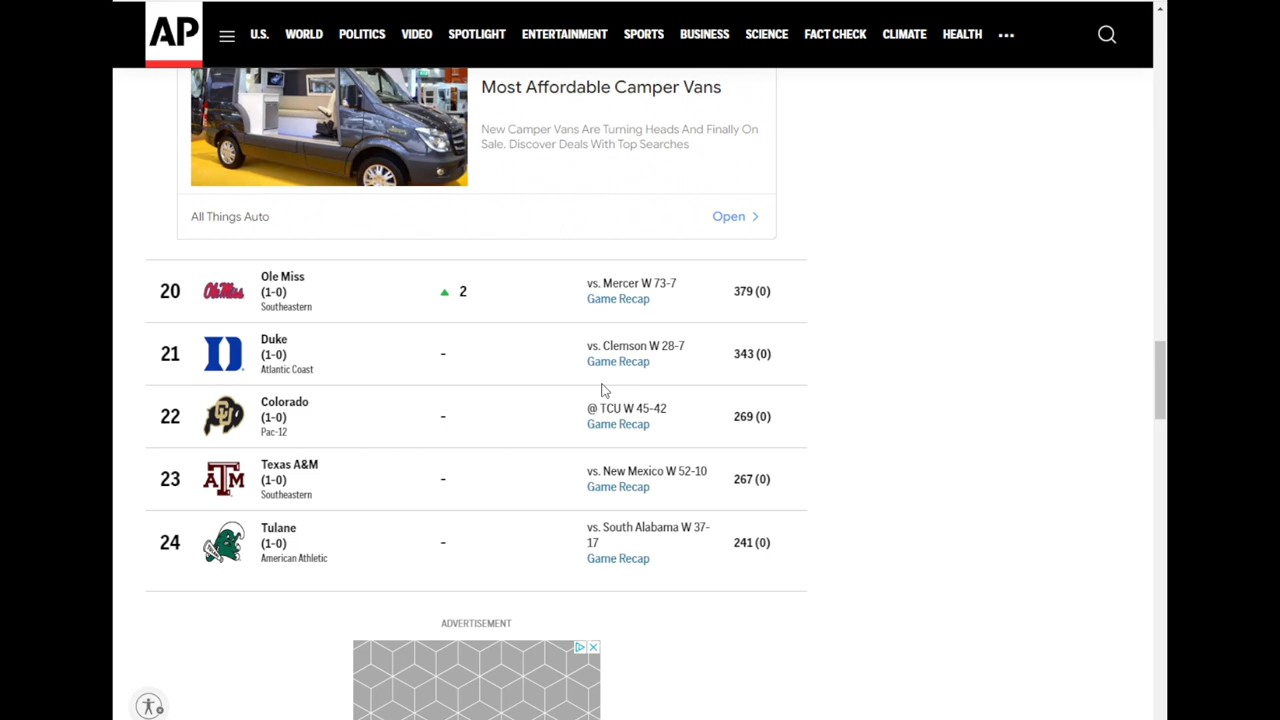 AP
U.S.
WORLD
POLITICS
VIDEO
SPOTLIGHT
ENTERTAINMENT
SPORTS
BUSINESS
SCIENCE
FACT CHECK
CLIMATE
HEALTH
Most Affordable Camper Vans
New Camper Vans Are Turning Heads And Finally On
Sale. Discover Deals With Top Searches
All Things Auto
Open
20
Ole Miss
Ole Miss
(1-0)
Southeastern
2
vs. Mercer W 73-7
Game Recap
379 (0)
21
D
Duke
(1-0)
Atlantic Coast
-
vs. Clemson W 28-7
Game Recap
343 (0)
22
CU
Colorado
(1-0)
Pac-12
-
@ TCU W 45-42
Game Recap
269 (0)
23
ATM
Texas A&M
(1-0)
Southeastern
-
vs. New Mexico W 52-10
Game Recap
267 (0)
24
Tulane
(1-0)
American Athletic
-
vs. South Alabama W 37-
17
Game Recap
241 (0)
ADVERTISEMENT